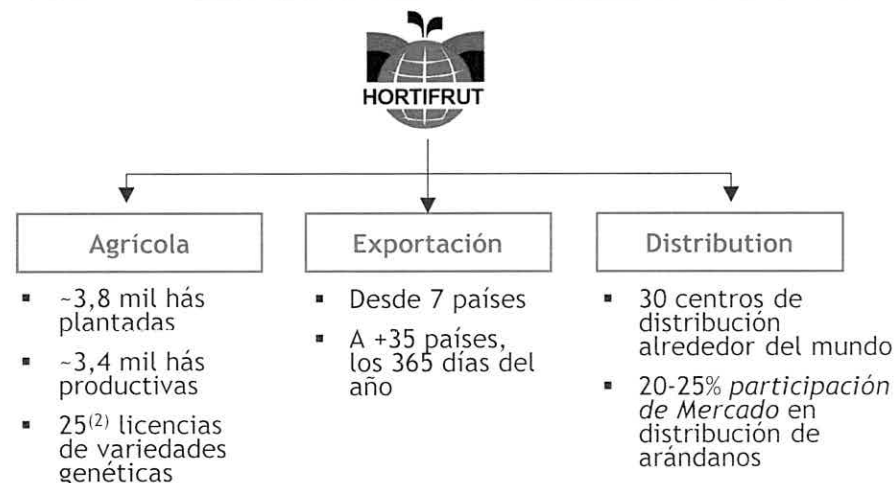 HORTIFRUT
Agrícola
~3,8 mil hás
plantadas
~3,4 mil hás
productivas
25(2) licencias
de variedades
genéticas
Exportación
Desde 7 países
A +35 países,
los 365 días del
año
Distribution
30 centros de
distribución
alrededor del mundo
20-25% participación
de Mercado en
distribución de
arándanos